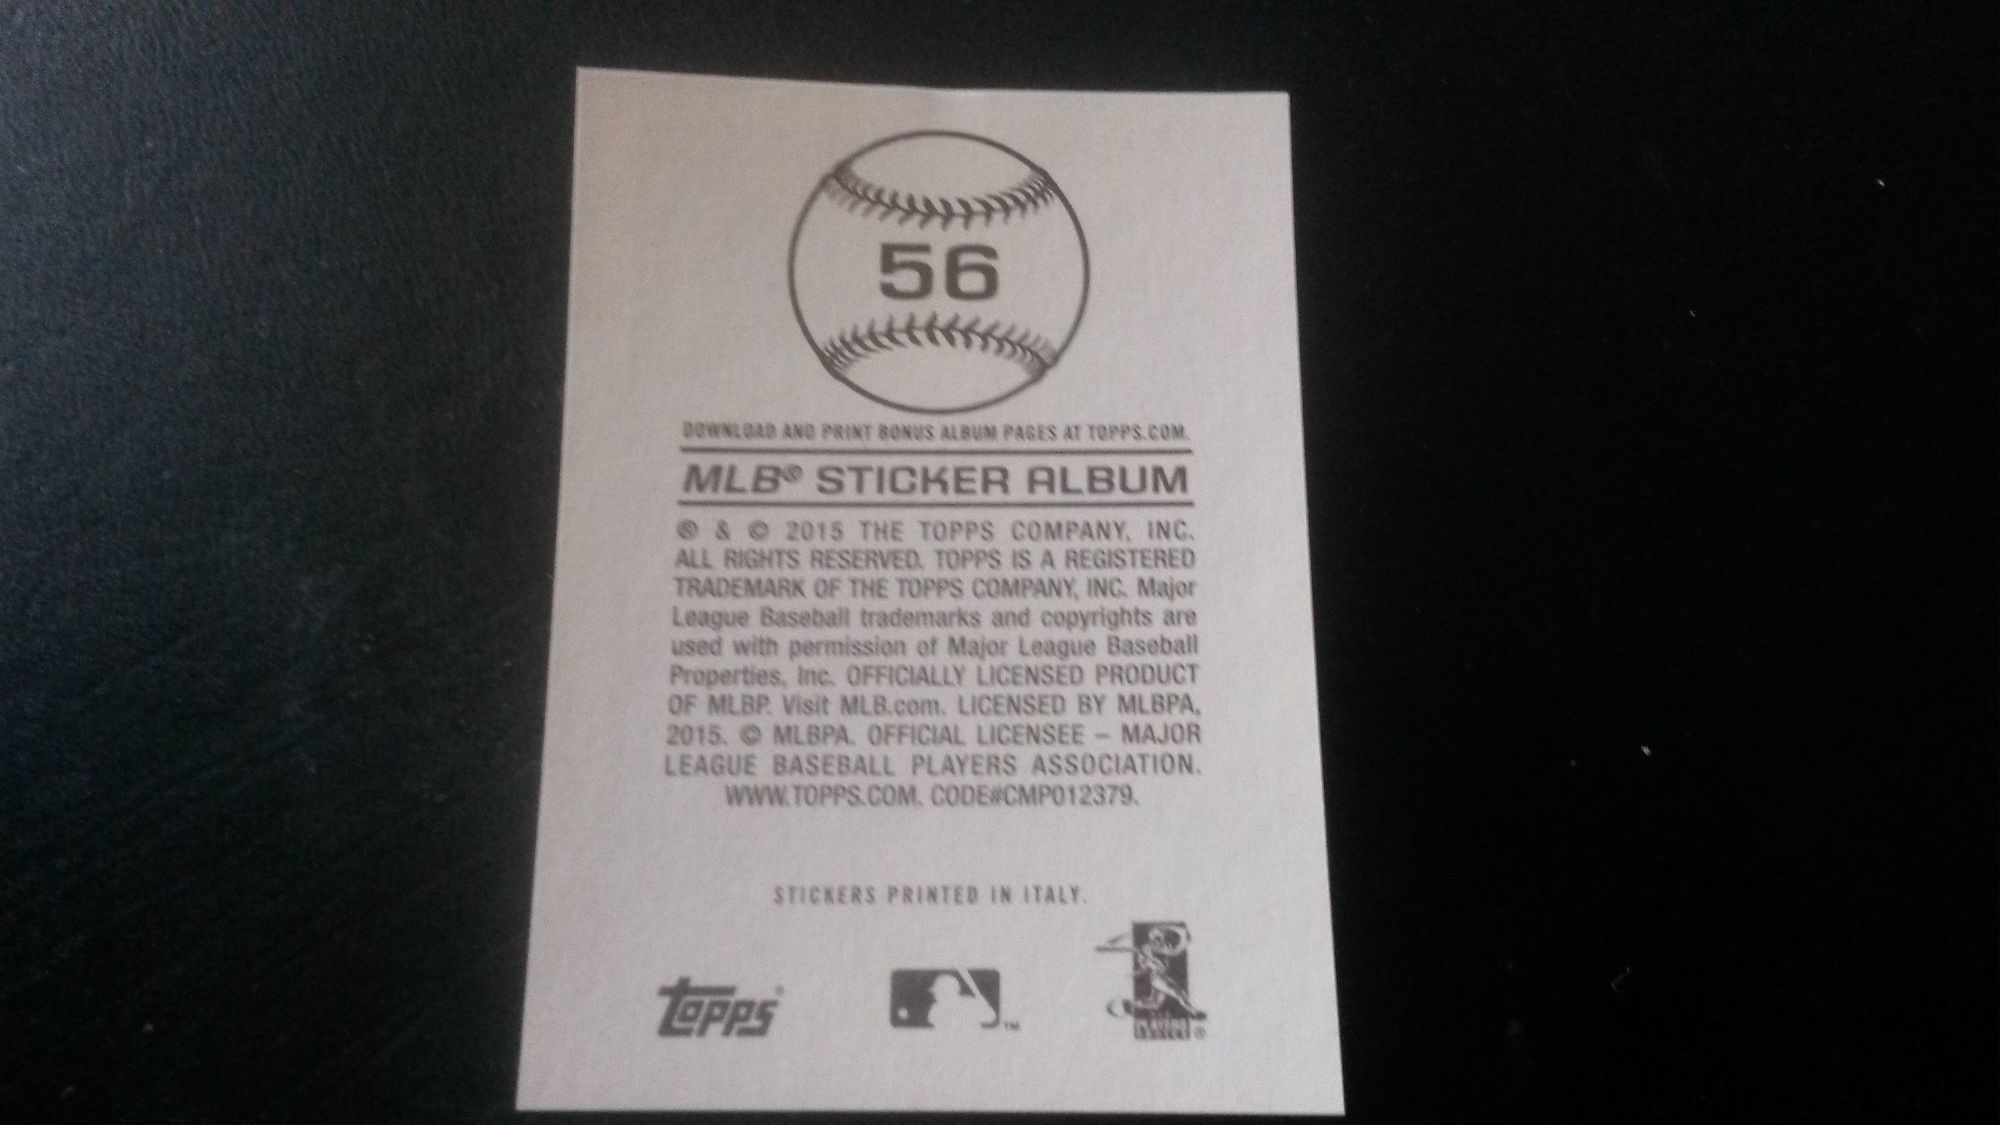 56
DOWNLOAD AND PRINT BONUS ALBUM PAGES AT TOPPS.COM.
MLB® STICKER ALBUM
® & © 2015 THE TOPPS COMPANY, INC.
ALL RIGHTS RESERVED. TOPPS IS A REGISTERED
TRADEMARK OF THE TOPPS COMPANY, INC. Major
League Baseball trademarks and copyrights are
used with permission of Major League Baseball
Properties, Inc. OFFICIALLY LICENSED PRODUCT
OF MLBP. Visit MLB.com. LICENSED BY MLBPA,
2015. © MLBPA. OFFICIAL LICENSEE – MAJOR
LEAGUE BASEBALL PLAYERS ASSOCIATION.
WWW.TOPPS.COM. CODE#CMP012379.
STICKERS PRINTED IN ITALY.
topps®
TM
PLAYERS
CHOICE ®